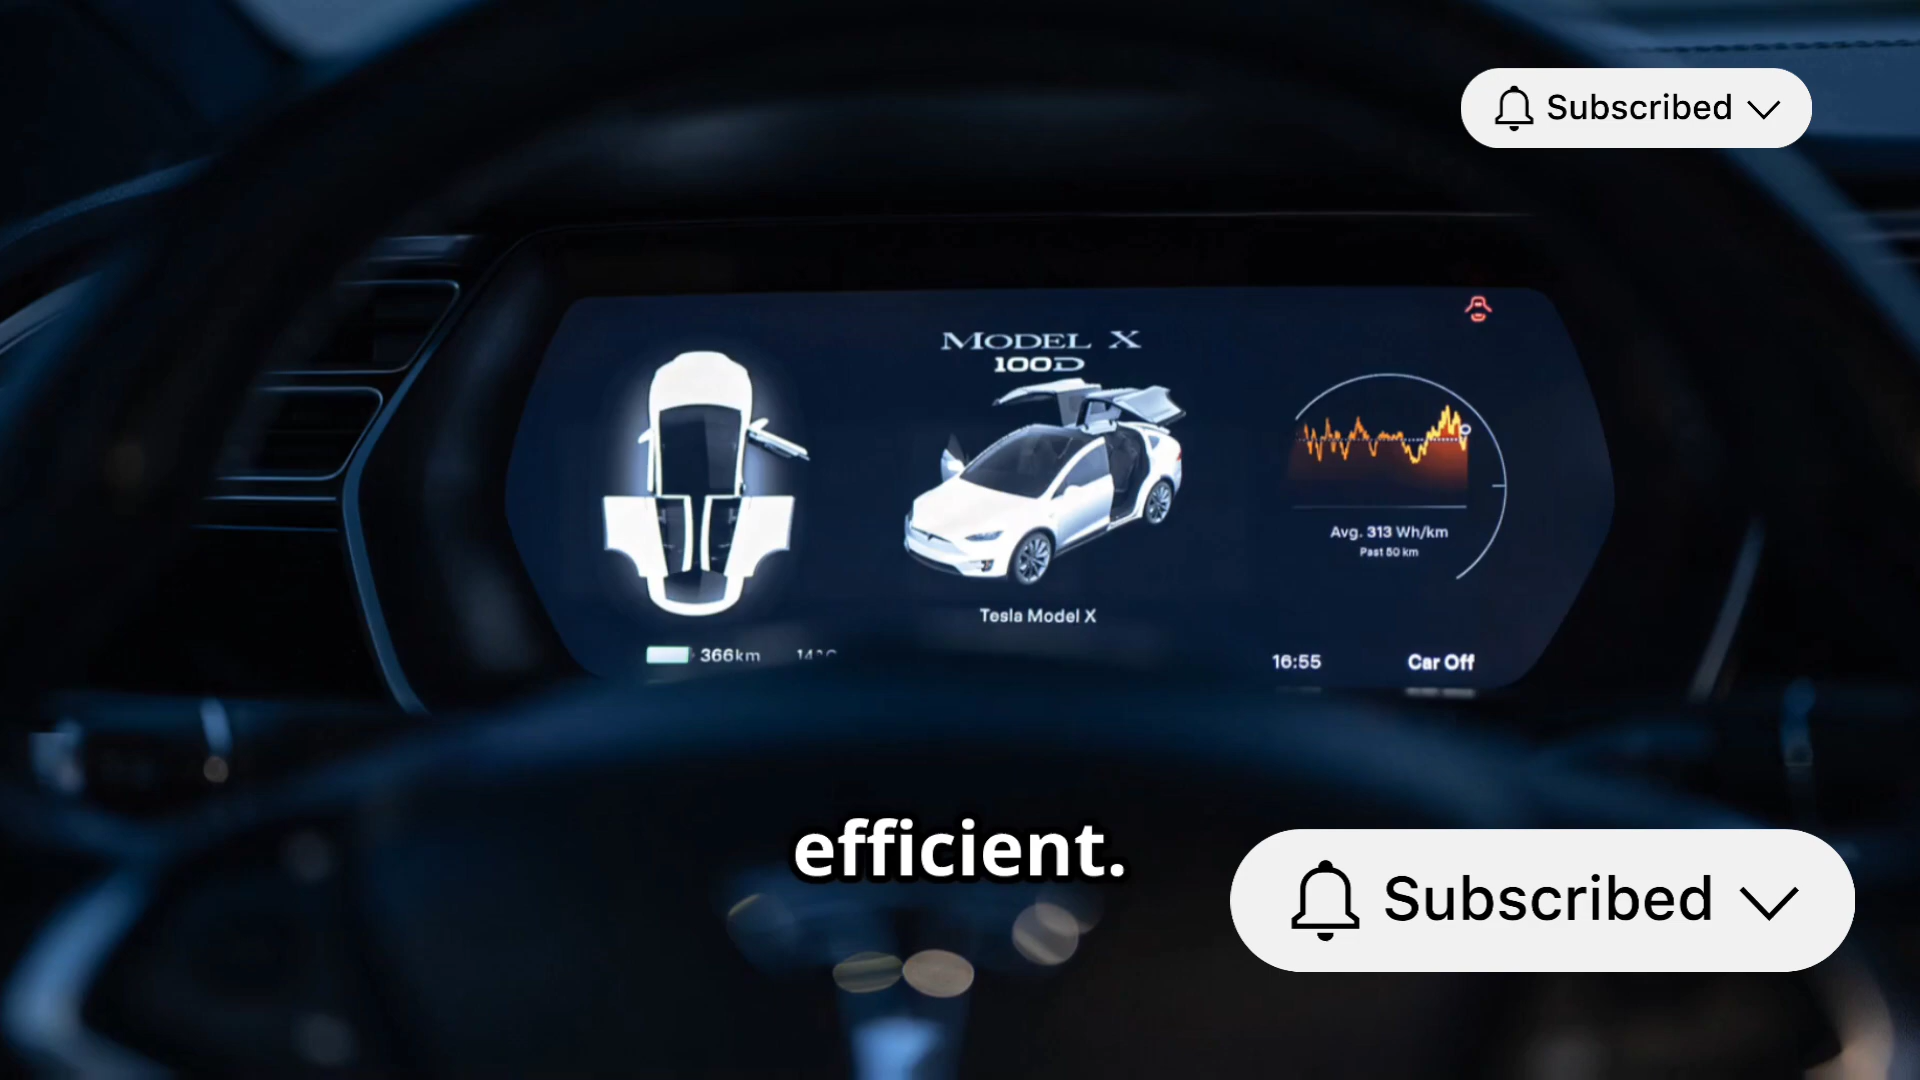 Subscribed
MODEL X
100D
Avg. 313 Wh/km
Past 50 km
Tesla Model X
366km
16:55
Car Off
efficient.
Subscribed